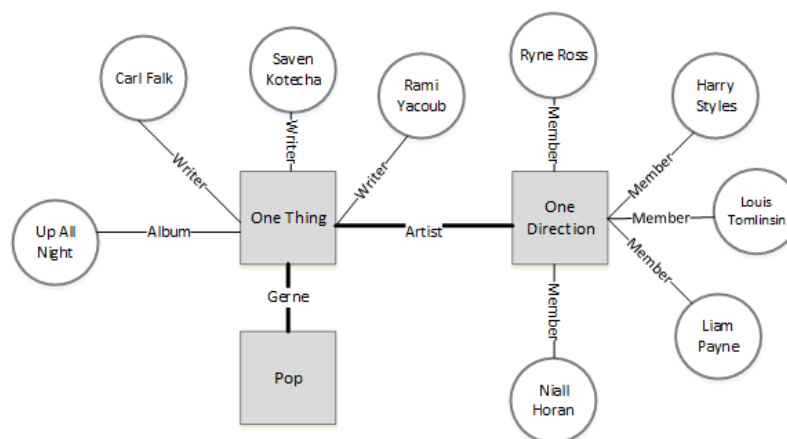 Carl Falk
Saven
Kotecha
Rami
Yacoub
Ryne Ross
Harry
Styles
Writer
Writer
Writer
Member
Member
Up All
Night
Album
One Thing
Artist
One
Direction
Member
Louis
Tomlinsin
Member
Gerne
Member
Liam
Payne
Pop
Niall
Horan